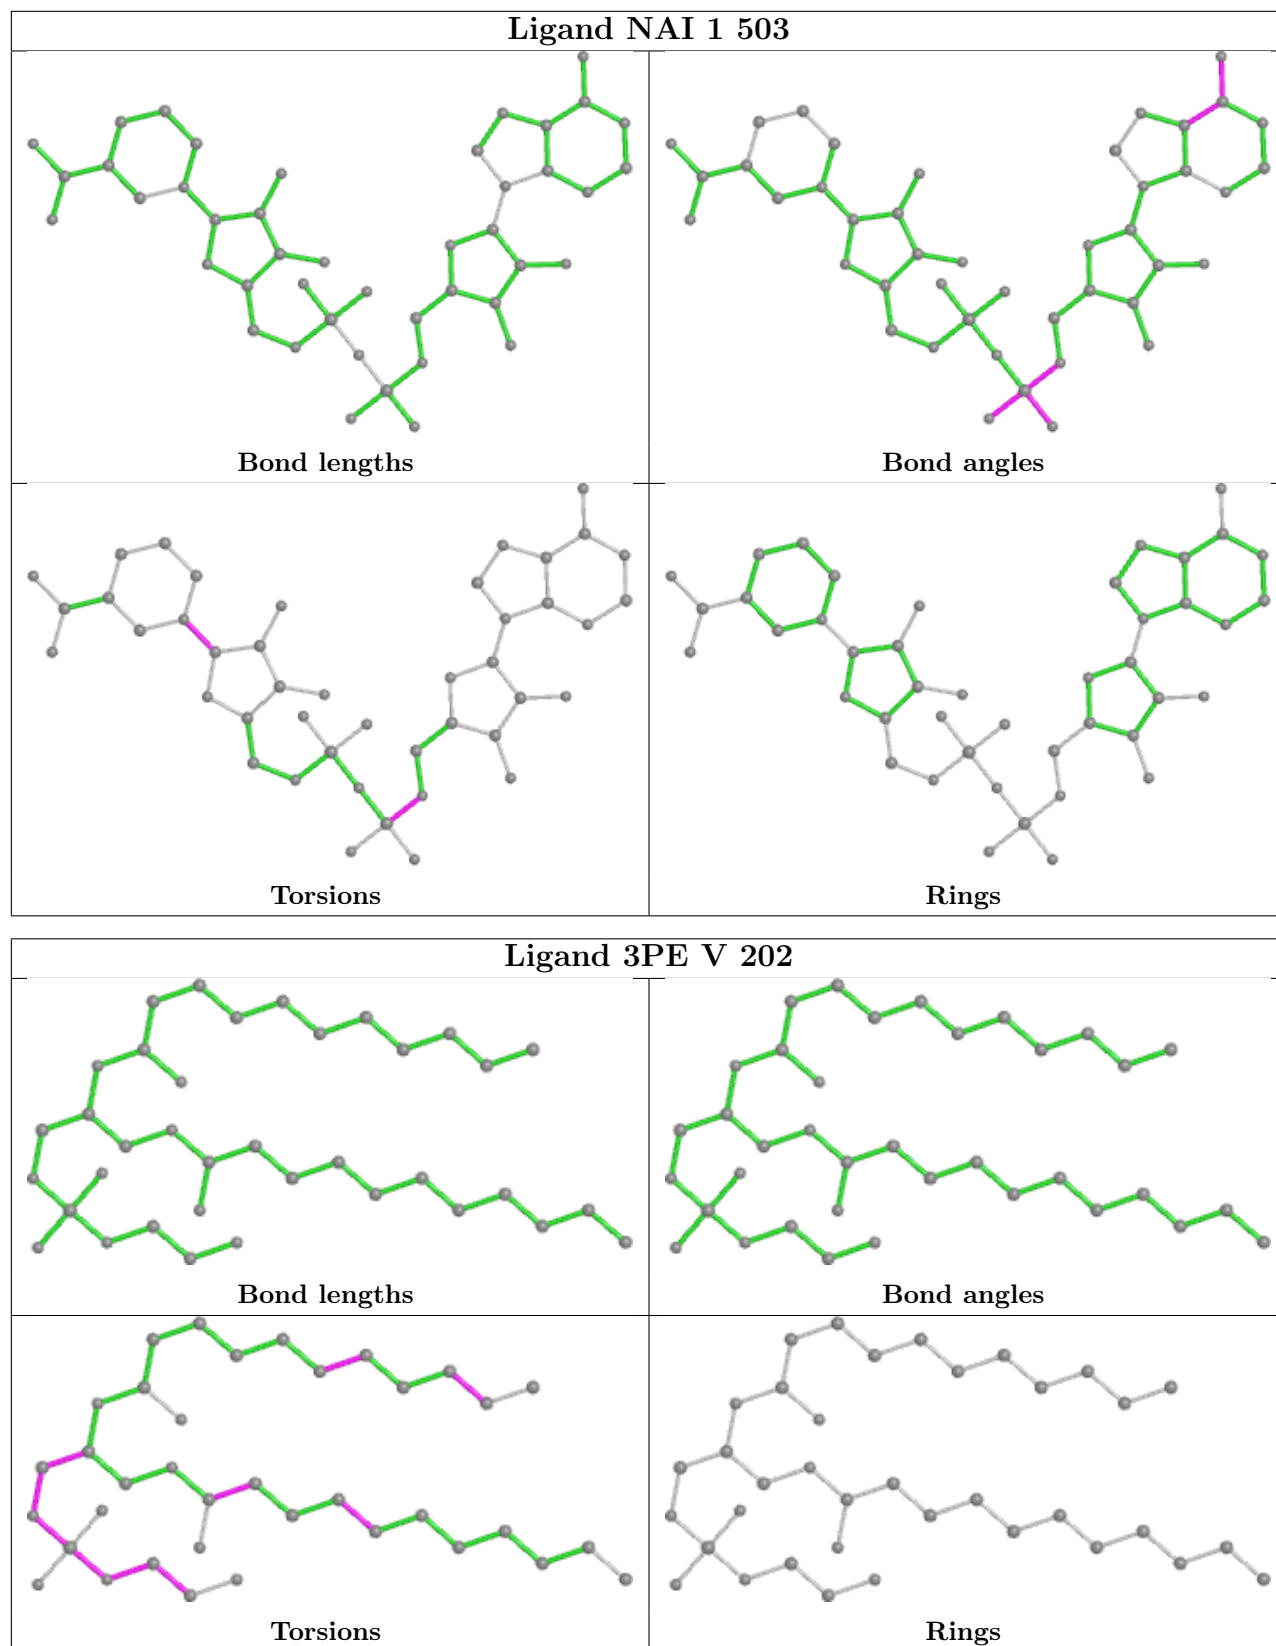 Ligand NAI 1 503
Bond lengths
Bond angles
Torsions
Rings
Ligand 3PE V 202
Bond lengths
Bond angles
Torsions
Rings